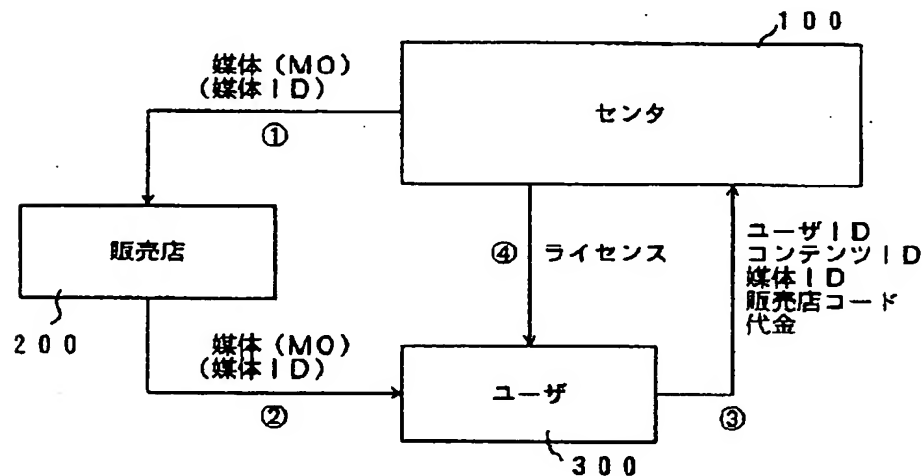 100
媒体(MO)
(媒体ID)
センタ
①
販売店
④ ライセンス
ユーザID
コンテンツID
媒体ID
販売店コード
代金
200
媒体(MO)
(媒体ID)
ユーザ
②
③
300